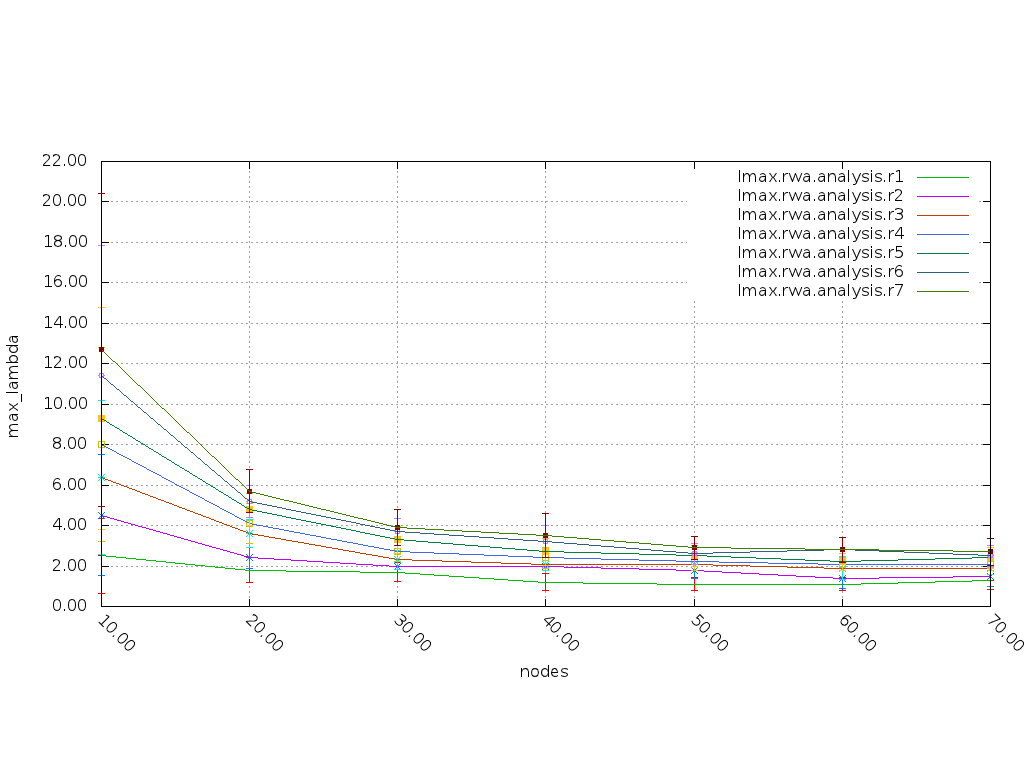 22.00
20.00
18.00
16.00
14.00
12.00
10.00
8.00
6.00
4.00
2.00
0.00
max_lambda
lmax.rwa.analysis.r1
lmax.rwa.analysis.r2
lmax.rwa.analysis.r3
lmax.rwa.analysis.r4
lmax.rwa.analysis.r5
lmax.rwa.analysis.r6
lmax.rwa.analysis.r7
10.00
20.00
30.00
40.00
50.00
60.00
70.00
nodes